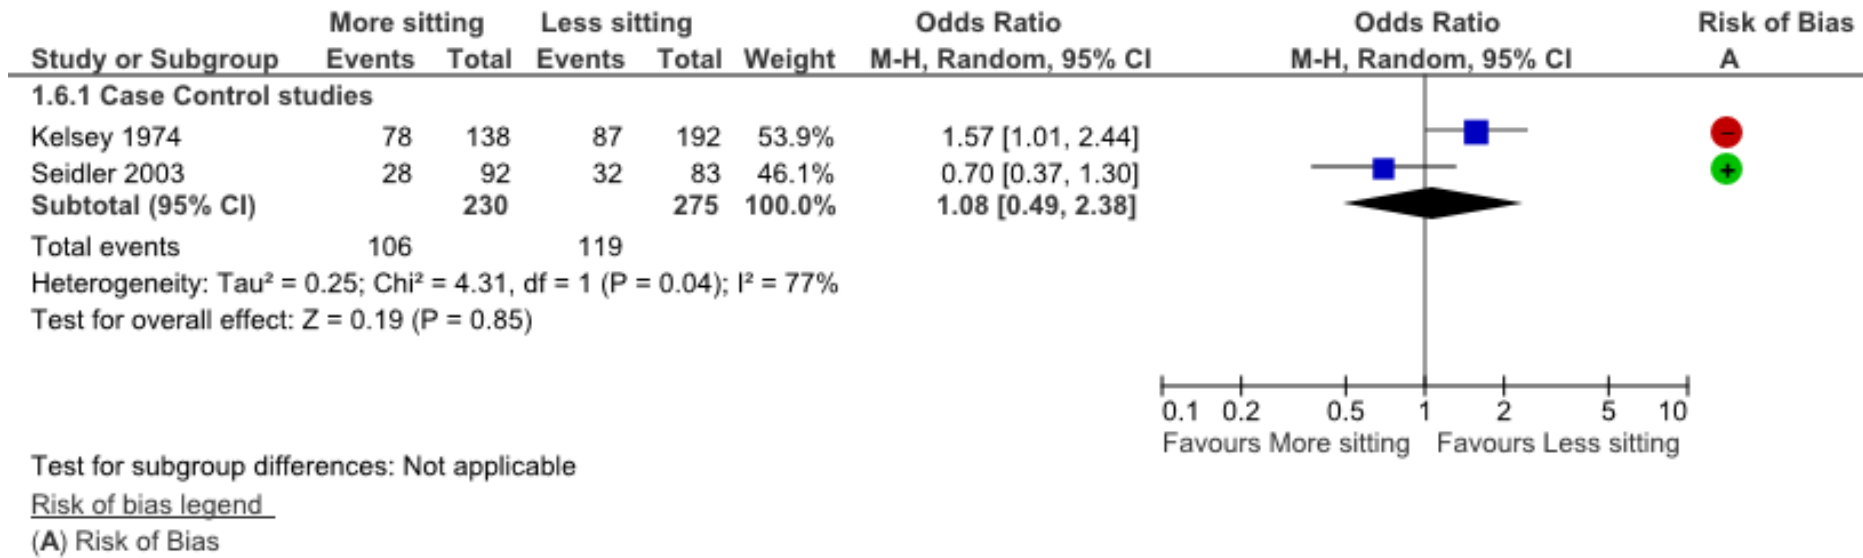 More sitting Less sitting Odds Ratio Odds Ratio Risk of Bias
Study or Subgroup Events Total Events Total Weight M-H, Random, 95% CI M-H, Random, 95% CI A
1.6.1 Case Control studies
Kelsey 1974 78 138 87 192 53.9% 1.57 [1.01, 2.44] −
Seidler 2003 28 92 32 83 46.1% 0.70 [0.37, 1.30] +
Subtotal (95% CI) 230 275 100.0% 1.08 [0.49, 2.38]
Total events 106 119
Heterogeneity: Tau² = 0.25; Chi² = 4.31, df = 1 (P = 0.04); I² = 77%
Test for overall effect: Z = 0.19 (P = 0.85)
0.1 0.2 0.5 1 2 5 10
Favours More sitting Favours Less sitting
Test for subgroup differences: Not applicable
Risk of bias legend
(A) Risk of Bias